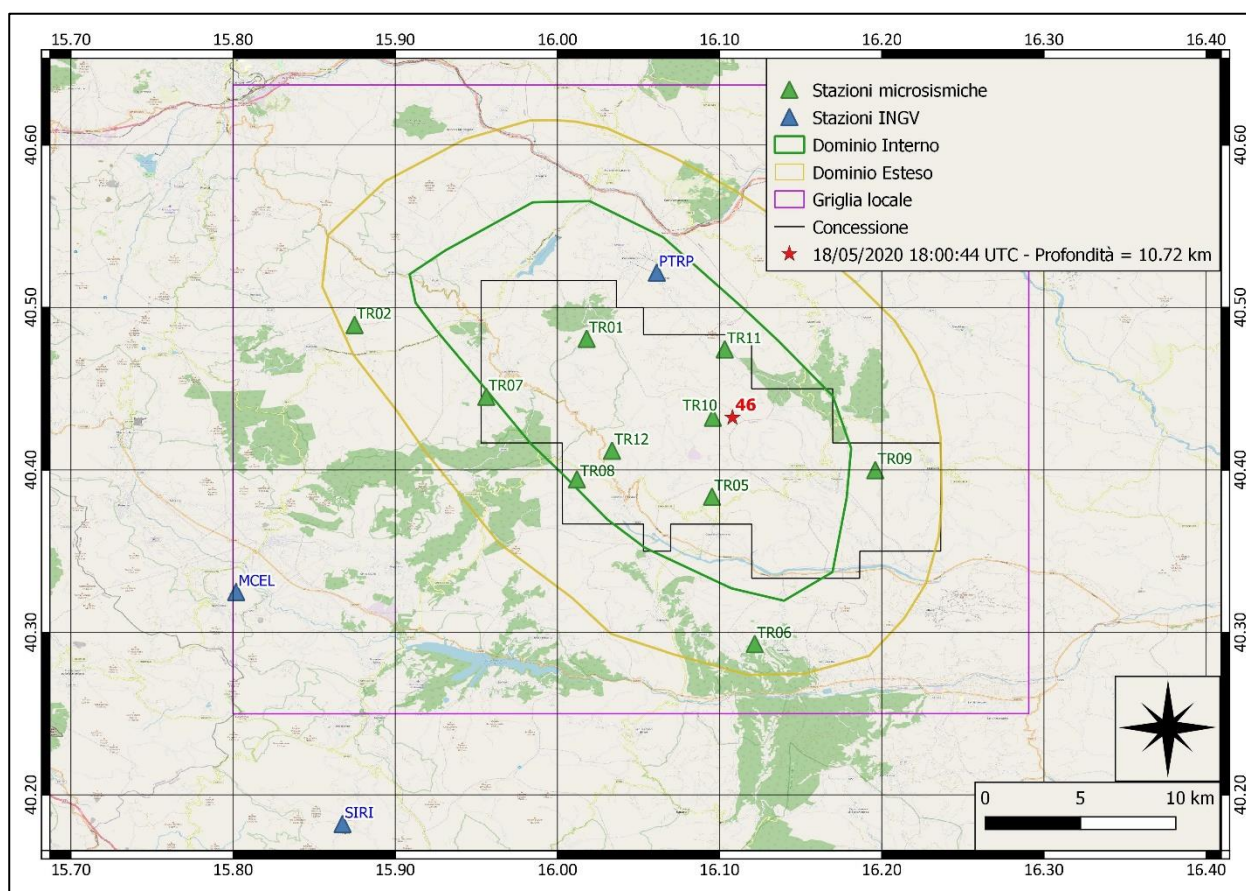 15.70 15.80 15.90 16.00 16.10 16.20 16.30 16.40
Stazioni microsismiche
Stazioni INGV
Dominio Interno
Dominio Esteso
Griglia locale
Concessione
18/05/2020 18:00:44 UTC - Profondità = 10.72 km
40.60 40.60
PTRP
40.50 40.50
TR02
TR01
TR11
TR07
TR10 46
TR12
40.40 40.40
TR08
TR09
TR05
MCEL
40.30 40.30
TR06
40.20 40.20
SIRI
0 5 10 km
15.70 15.80 15.90 16.00 16.10 16.20 16.30 16.40